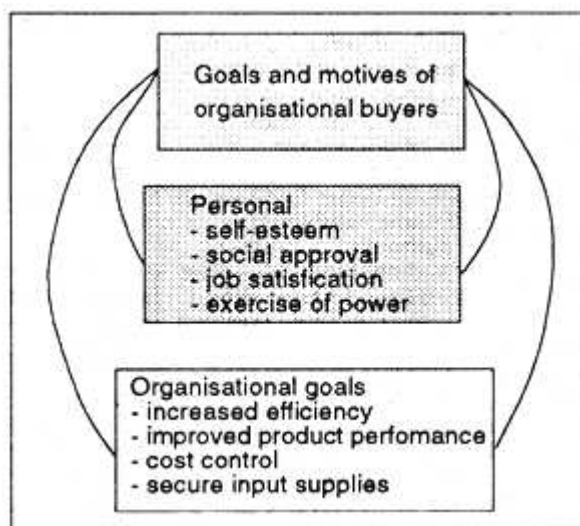 Goals and motives of
organisational buyers
Personal
- self-esteem
- social approval
- job satisfication
- exercise of power
Organisational goals
- increased efficiency
- improved product perfomance
- cost control
- secure input supplies